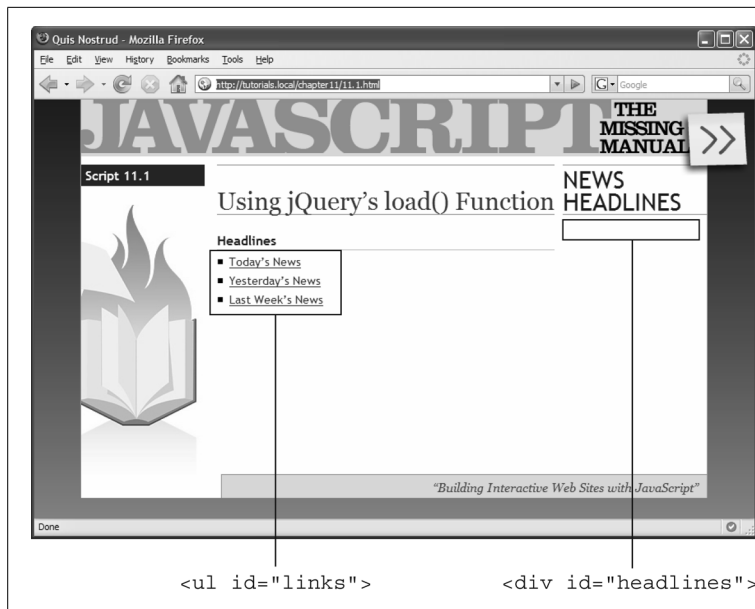 Quis Nostrud - Mozilla Firefox
File Edit View History Bookmarks Tools Help
http://tutorials.local/chapter11/11.1.html
G Google
JAVASCRIPT
THE
MISSING
MANUAL
>>
Script 11.1
Using jQuery's load() Function
NEWS
HEADLINES
Headlines
Today's News
Yesterday's News
Last Week's News
“Building Interactive Web Sites with JavaScript”
Done
<ul id="links">
<div id="headlines">